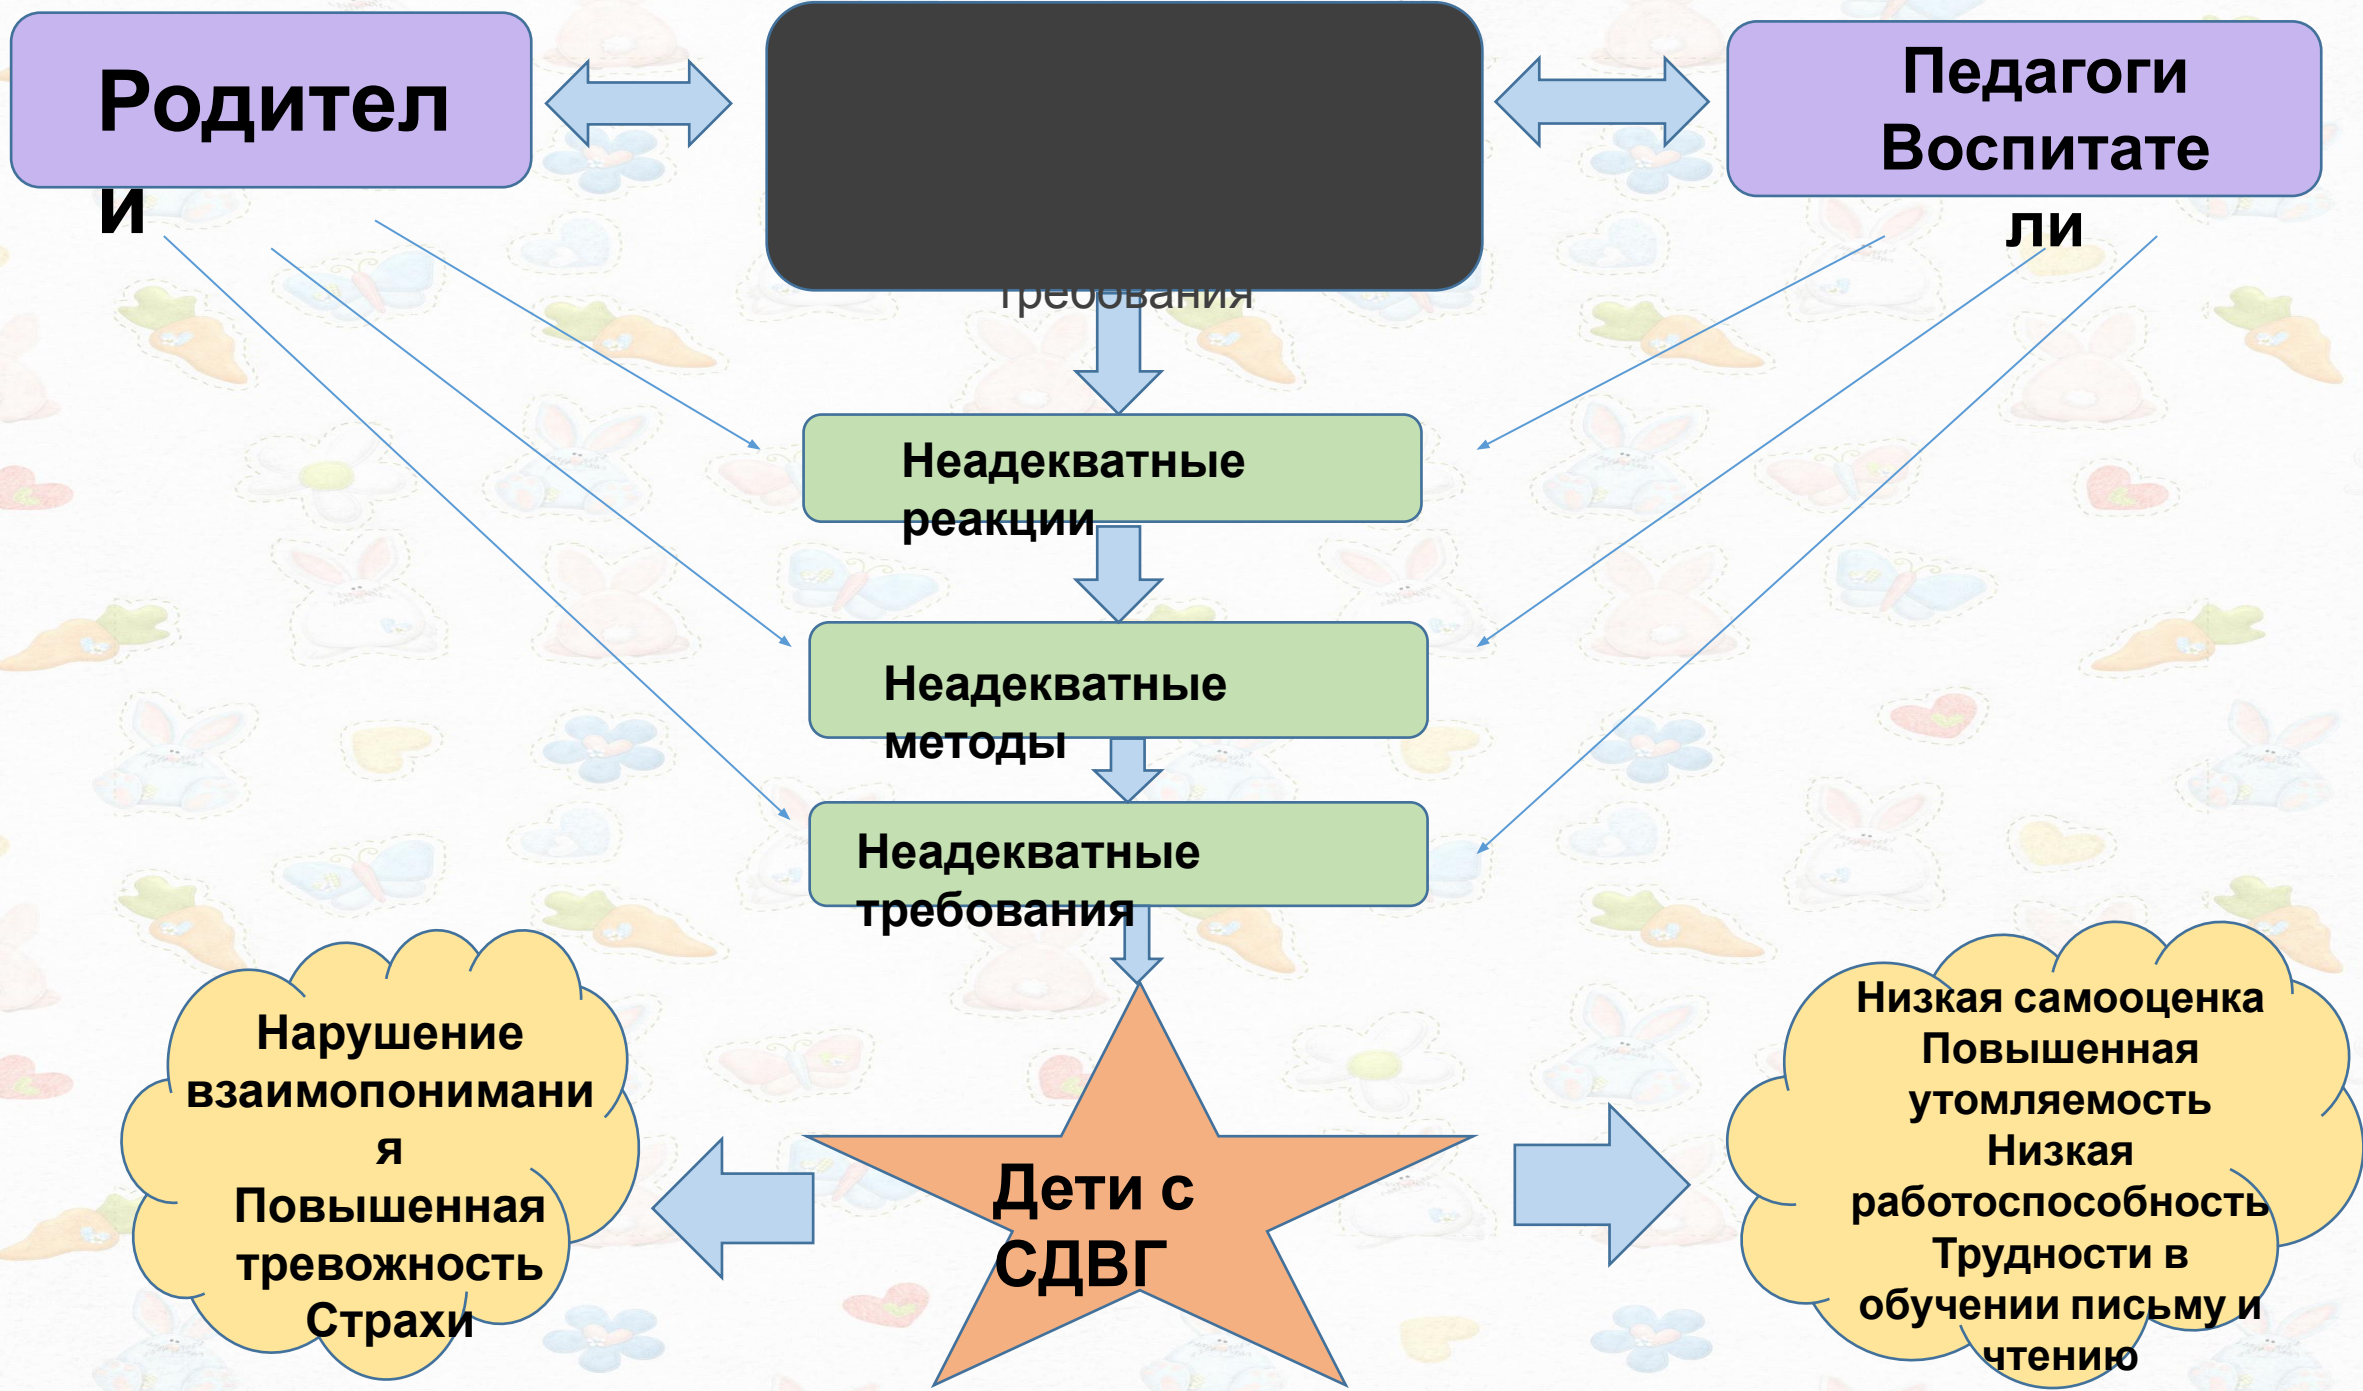 Родител
и
Педагоги
Воспитате
ли
требования
Неадекватные
реакции
Неадекватные
методы
Неадекватные
требования
Нарушение
взаимопонимани
я
Повышенная
тревожность
Страхи
Дети с
СДВГ
Низкая самооценка
Повышенная
утомляемость
Низкая
работоспособность
Трудности в
обучении письму и
чтению